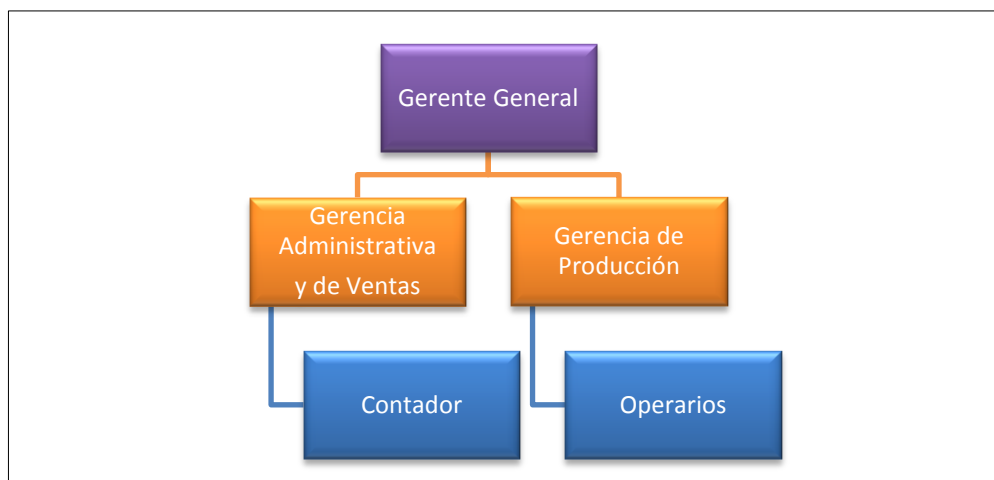 Gerente General
Gerencia
Administrativa
y de Ventas
Gerencia de
Producción
Contador
Operarios